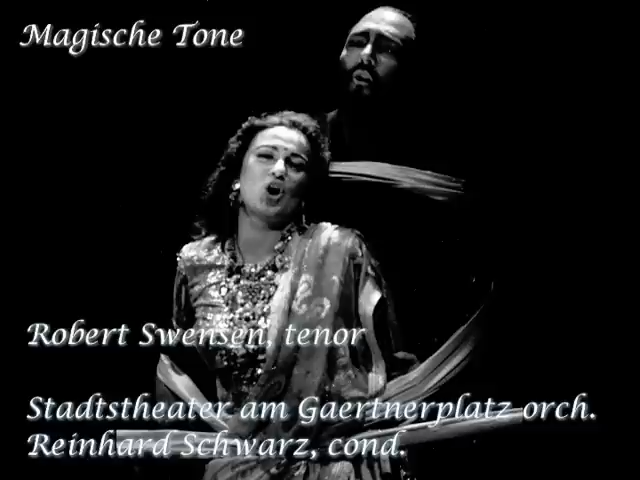 Magische Tone
Robert Swensen, tenor
Stadtstheater am Gaertnerplatz orch.
Reinhard Schwarz, cond.